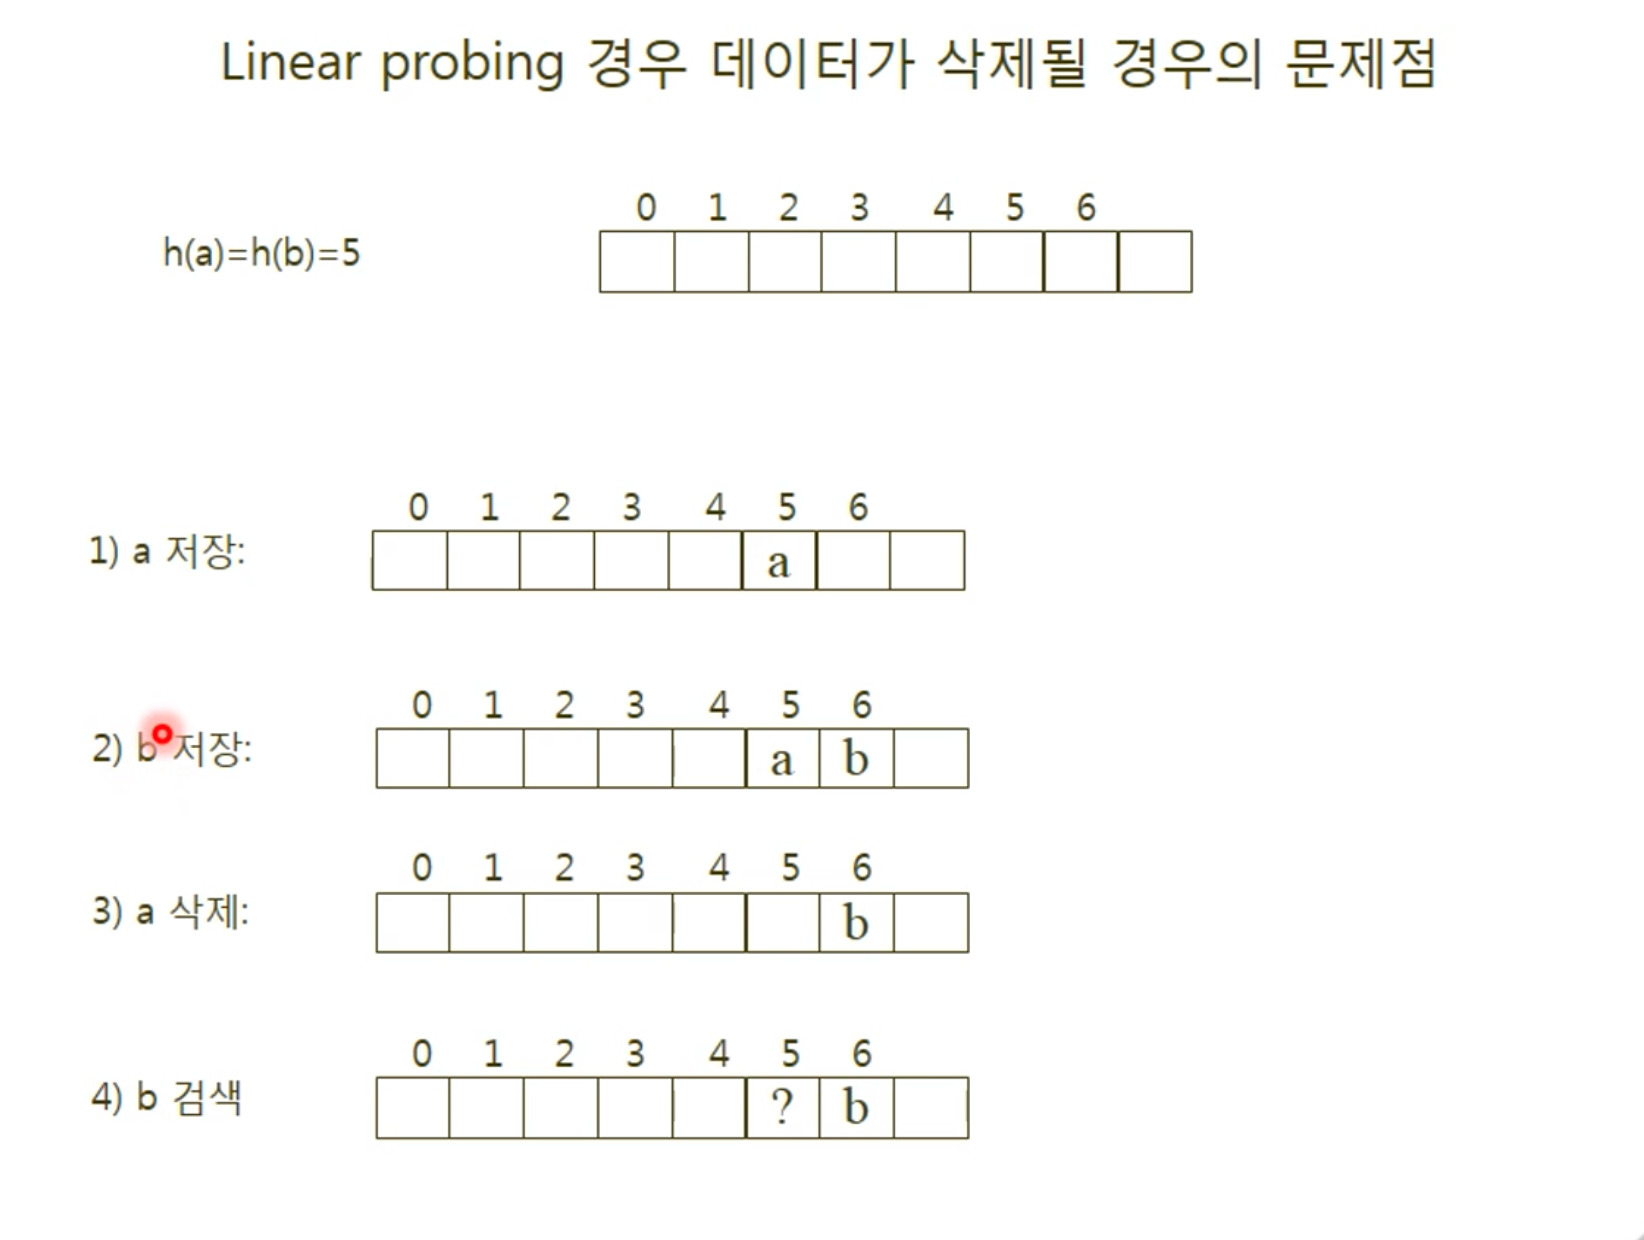 Linear probing 경우 데이터가 삭제될 경우의 문제점
0 1 2 3 4 5 6
h(a)=h(b)=5
0 1 2 3 4 5 6
1) a 저장:
a
0 1 2 3 4 5 6
2) b 저장:
a b
0 1 2 3 4 5 6
3) a 삭제:
b
0 1 2 3 4 5 6
4) b 검색
? b